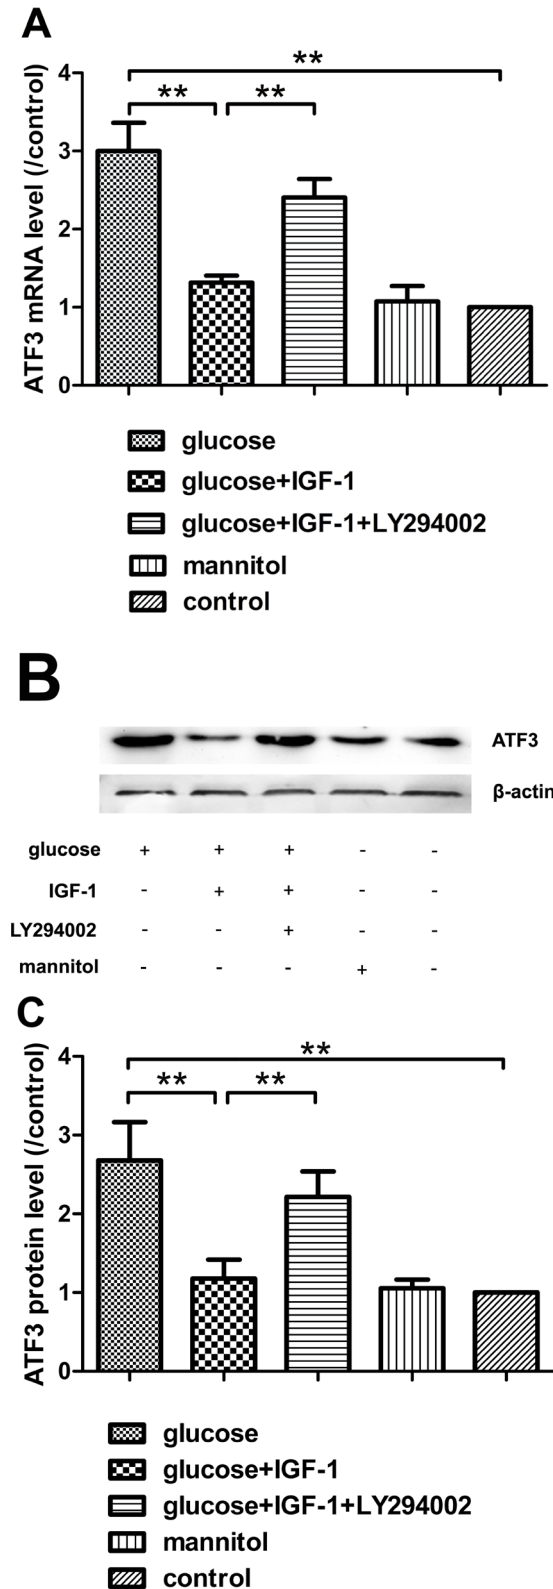 A
ATF3 mRNA level (/control)
**
** **
4
3
2
1
0
glucose
glucose+IGF-1
glucose+IGF-1+LY294002
mannitol
control
B
ATF3
β-actin
glucose + + + - -
IGF-1 - + + - -
LY294002 - - + - -
mannitol - - - + -
C
ATF3 protein level (/control)
**
** **
4
3
2
1
0
glucose
glucose+IGF-1
glucose+IGF-1+LY294002
mannitol
control